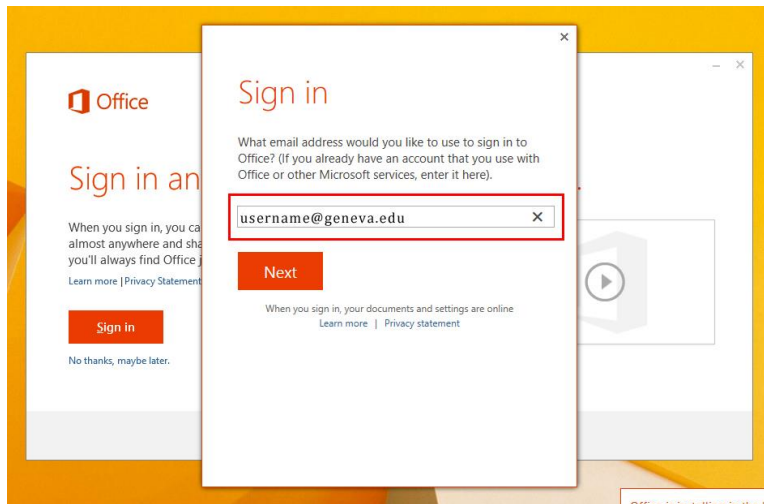 Office
Sign in an
When you sign in, you ca
almost anywhere and sha
you'll always find Office j
Learn more | Privacy Statement
Sign in
No thanks, maybe later.
Sign in
What email address would you like to use to sign in to
Office? (If you already have an account that you use with
Office or other Microsoft services, enter it here).
username@geneva.edu
Next
When you sign in, your documents and settings are online
Learn more | Privacy statement